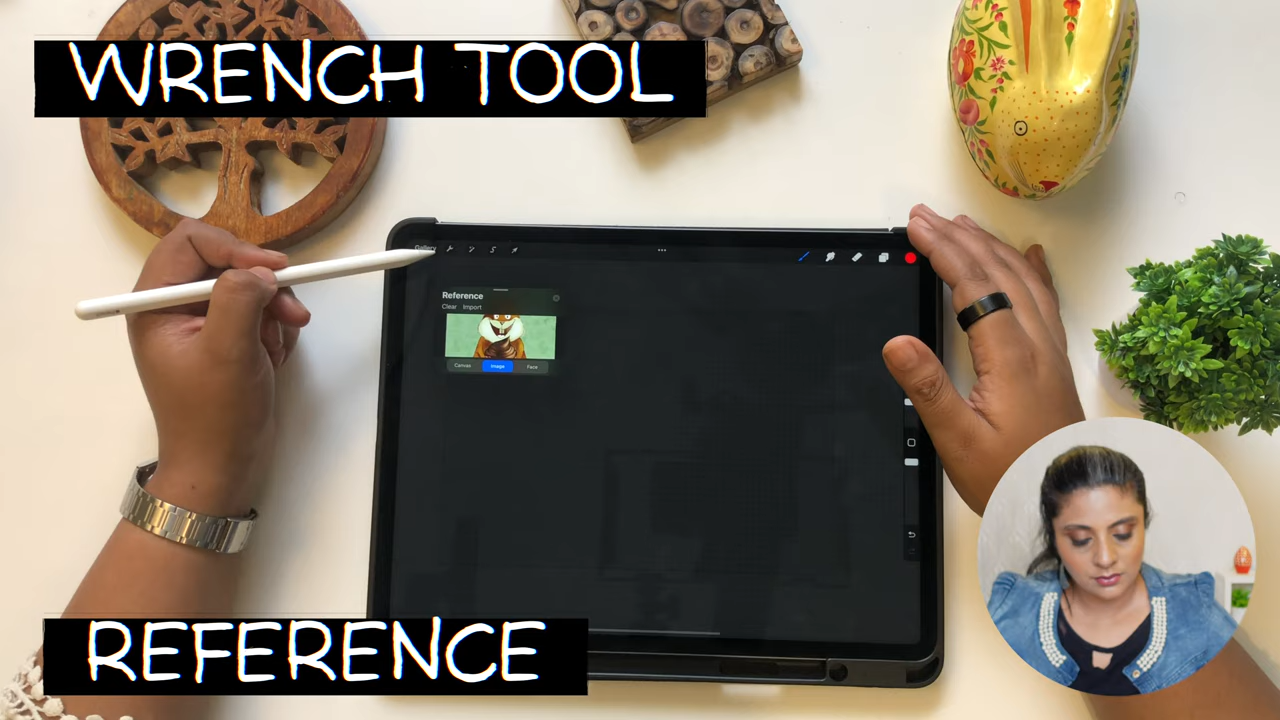 WRENCH TOOL
Gallery
Reference
Clear Import
Canvas Image Face
REFERENCE